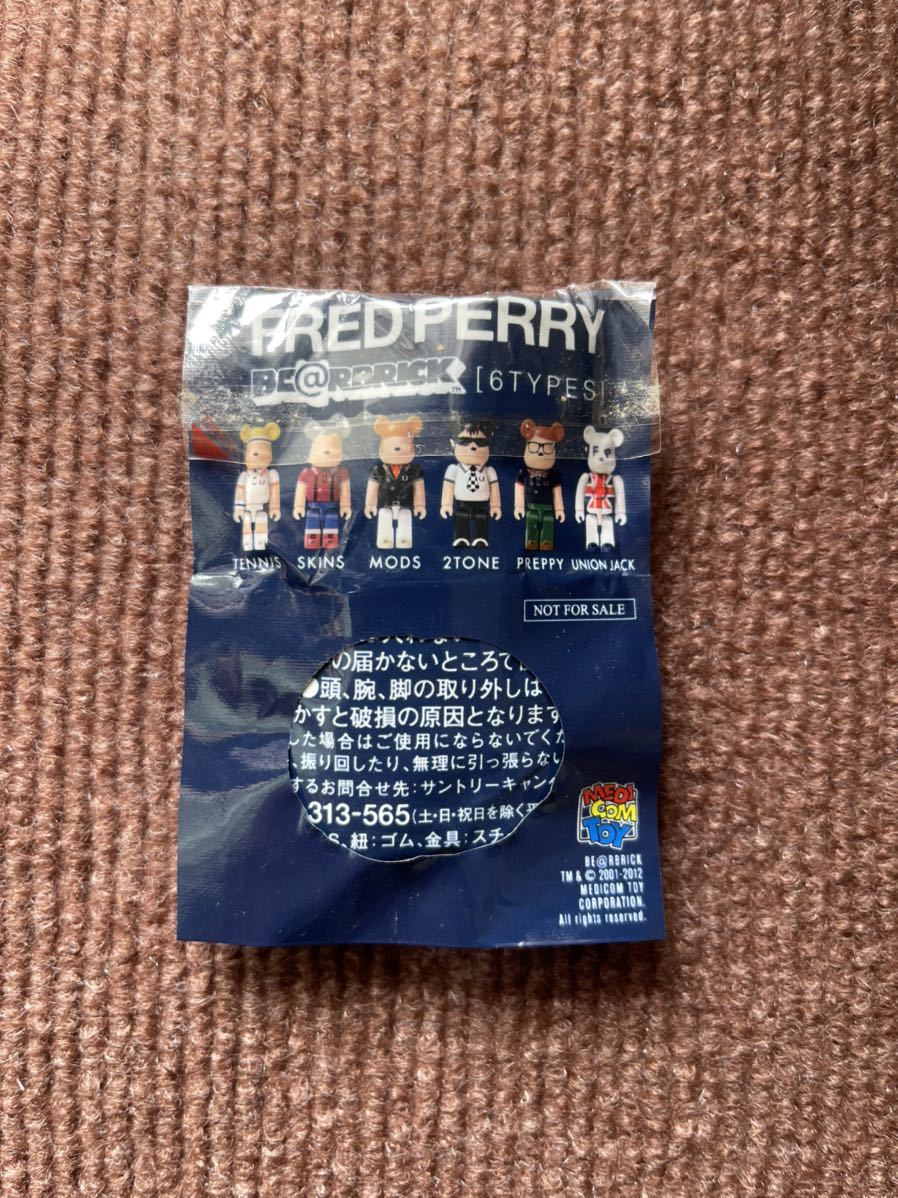 FRED PERRY
BE@RBRICK TM [6TYPES]
TENNIS SKINS MODS 2TONE PREPPY UNION JACK
NOT FOR SALE
の届かないところで
●頭、腕、脚の取り外しは
かすと破損の原因となります
した場合はご使用にならないでくだ
、振り回したり、無理に引っ張らない
するお問合せ先:サントリーキャン
313-565(土・日・祝日を除く
S、紐:ゴム、金具:スチ
MEDI
COM
TOY
BE@RBRICK
TM & © 2001-2012
MEDICOM TOY
CORPORATION.
All rights reserved.